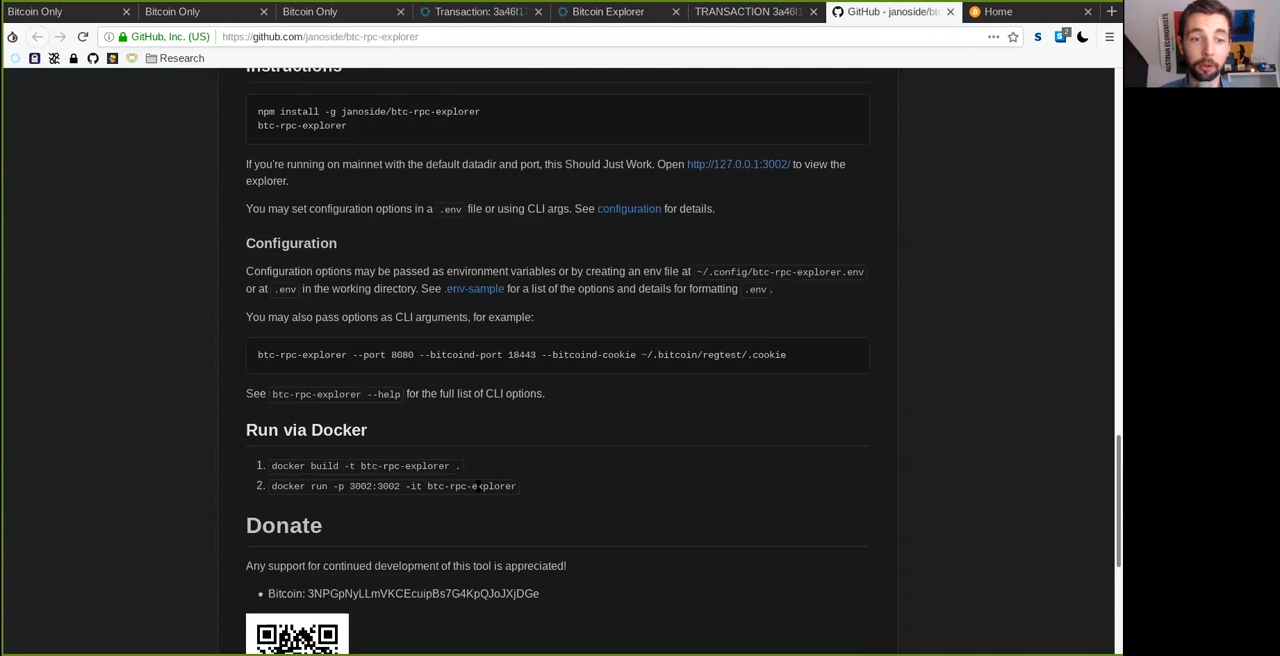 Bitcoin Only
Bitcoin Only
Bitcoin Only
Transaction: 3a46f17
Bitcoin Explorer
TRANSACTION 3a46f1
GitHub - janoside/btc
Home
GitHub, Inc. (US)
https://github.com/janoside/btc-rpc-explorer
S
2
Research
Instructions
npm install -g janoside/btc-rpc-explorer
btc-rpc-explorer
If you're running on mainnet with the default datadir and port, this Should Just Work. Open http://127.0.0.1:3002/ to view the
explorer.
You may set configuration options in a .env file or using CLI args. See configuration for details.
Configuration
Configuration options may be passed as environment variables or by creating an env file at ~/.config/btc-rpc-explorer.env
or at .env in the working directory. See .env-sample for a list of the options and details for formatting .env.
You may also pass options as CLI arguments, for example:
btc-rpc-explorer --port 8080 --bitcoind-port 18443 --bitcoind-cookie ~/.bitcoin/regtest/.cookie
See btc-rpc-explorer --help for the full list of CLI options.
Run via Docker
1. docker build -t btc-rpc-explorer .
2. docker run -p 3002:3002 -it btc-rpc-explorer
Donate
Any support for continued development of this tool is appreciated!
• Bitcoin: 3NPGpNyLLmVKCEcuipBs7G4KpQJoJXjDGe
AUSTRIAN ECONOMISTS